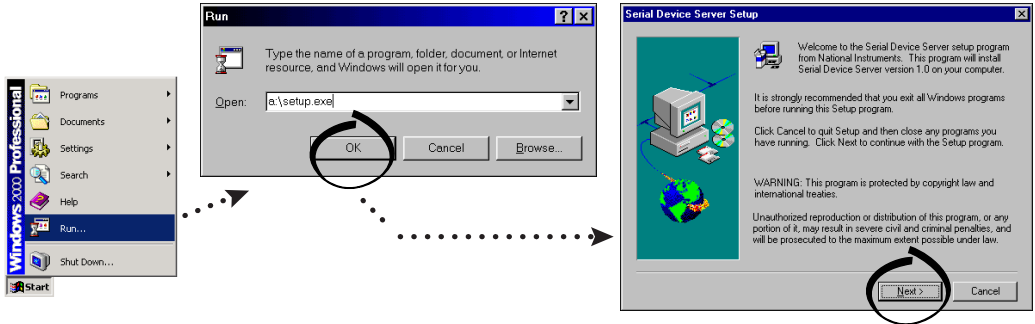 Windows 2000 Professional
Programs
Documents
Settings
Search
Help
Run...
Shut Down...
Start
Run
Type the name of a program, folder, document, or Internet
resource, and Windows will open it for you.
Open:
a:\setup.exe
OK
Cancel
Browse...
Serial Device Server Setup
Welcome to the Serial Device Server setup program
from National Instruments. This program will install
Serial Device Server version 1.0 on your computer.
It is strongly recommended that you exit all Windows programs
before running this Setup program.
Click Cancel to quit Setup and then close any programs you
have running. Click Next to continue with the Setup program.
WARNING: This program is protected by copyright law and
international treaties.
Unauthorized reproduction or distribution of this program, or any
portion of it, may result in severe civil and criminal penalties, and
will be prosecuted to the maximum extent possible under law.
Next >
Cancel